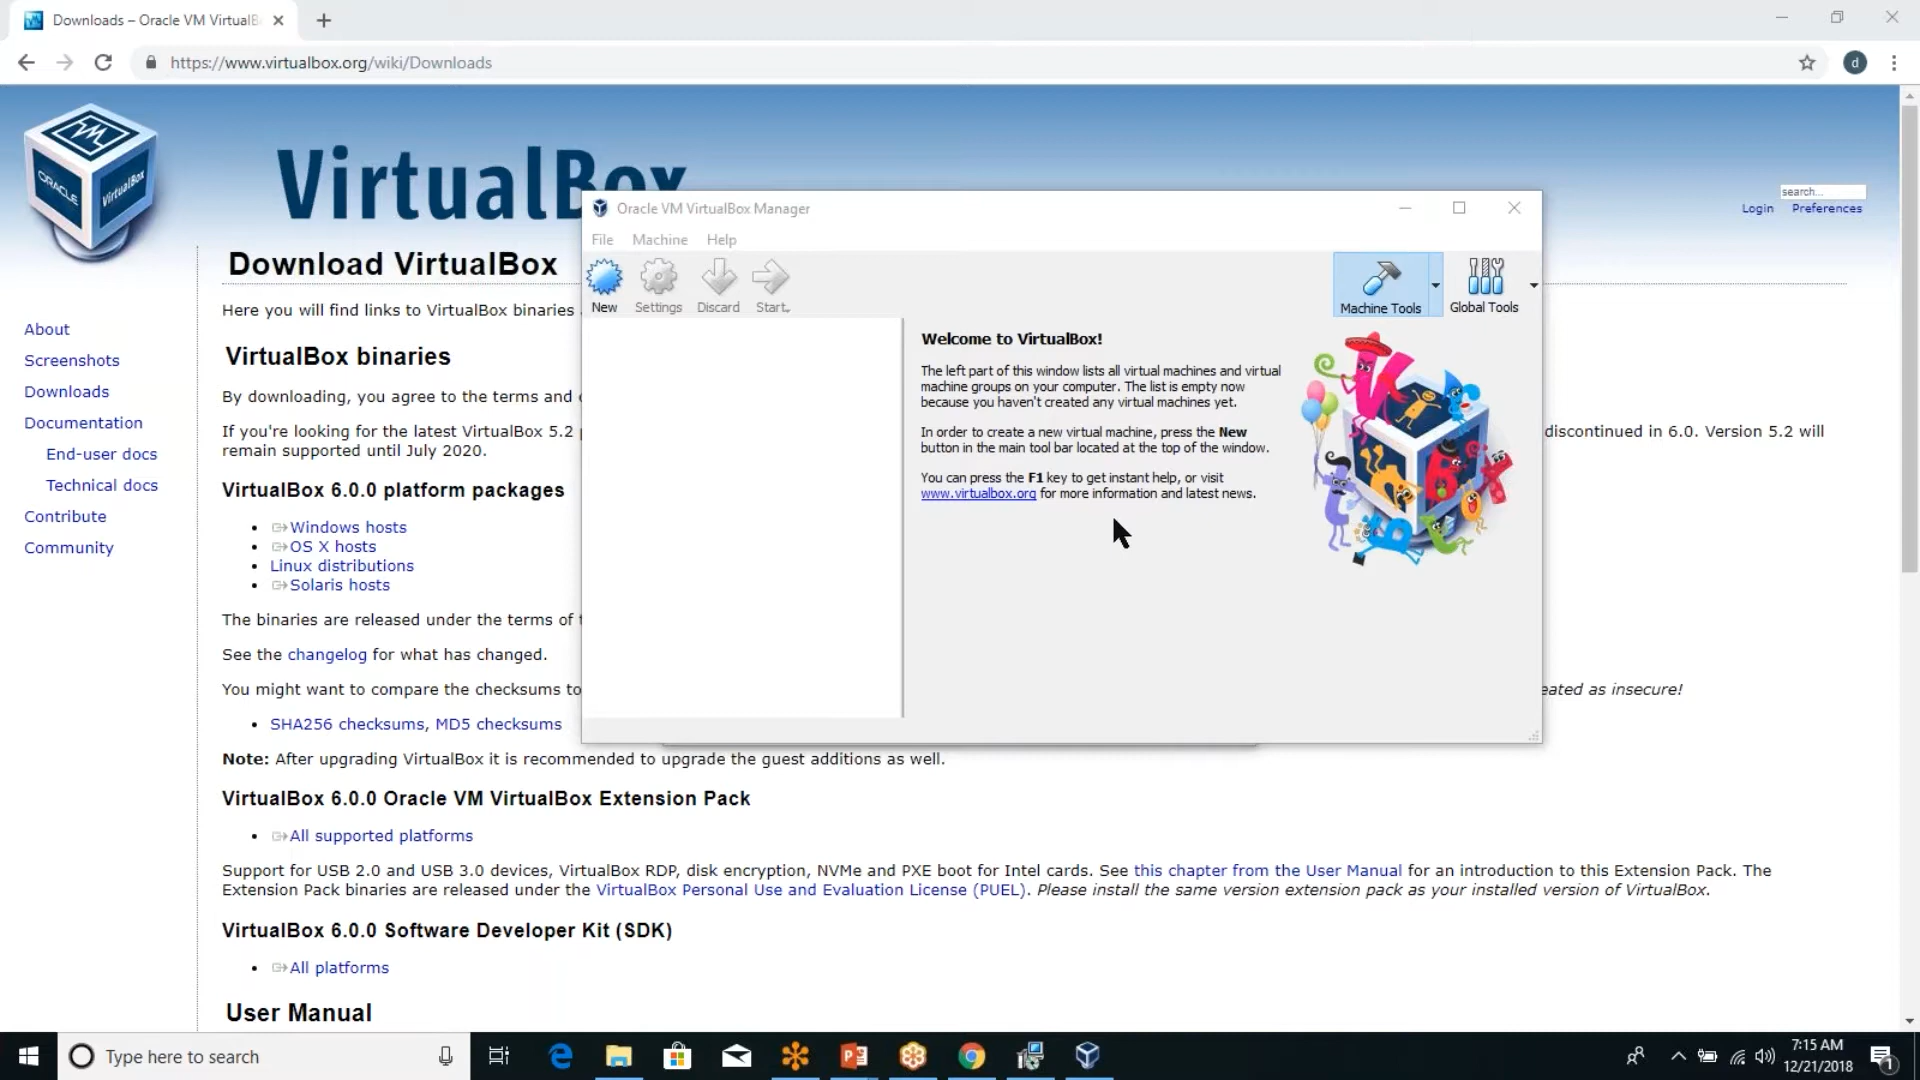 Downloads – Oracle VM VirtualB
https://www.virtualbox.org/wiki/Downloads
d
ORACLE
VirtualBox
VirtualBox
search...
Login Preferences
About
Screenshots
Downloads
Documentation
End-user docs
Technical docs
Contribute
Community
Download VirtualBox
Here you will find links to VirtualBox binaries
VirtualBox binaries
By downloading, you agree to the terms and
If you're looking for the latest VirtualBox 5.2
discontinued in 6.0. Version 5.2 will
remain supported until July 2020.
VirtualBox 6.0.0 platform packages
Windows hosts
OS X hosts
Linux distributions
Solaris hosts
The binaries are released under the terms of
See the changelog for what has changed.
You might want to compare the checksums to
eated as insecure!
SHA256 checksums, MD5 checksums
Note: After upgrading VirtualBox it is recommended to upgrade the guest additions as well.
VirtualBox 6.0.0 Oracle VM VirtualBox Extension Pack
All supported platforms
Support for USB 2.0 and USB 3.0 devices, VirtualBox RDP, disk encryption, NVMe and PXE boot for Intel cards. See this chapter from the User Manual for an introduction to this Extension Pack. The
Extension Pack binaries are released under the VirtualBox Personal Use and Evaluation License (PUEL). Please install the same version extension pack as your installed version of VirtualBox.
VirtualBox 6.0.0 Software Developer Kit (SDK)
All platforms
User Manual
Oracle VM VirtualBox Manager
File Machine Help
New Settings Discard Start
Machine Tools Global Tools
Welcome to VirtualBox!
The left part of this window lists all virtual machines and virtual
machine groups on your computer. The list is empty now
because you haven't created any virtual machines yet.
In order to create a new virtual machine, press the New
button in the main tool bar located at the top of the window.
You can press the F1 key to get instant help, or visit
www.virtualbox.org for more information and latest news.
Type here to search
7:15 AM
12/21/2018
1